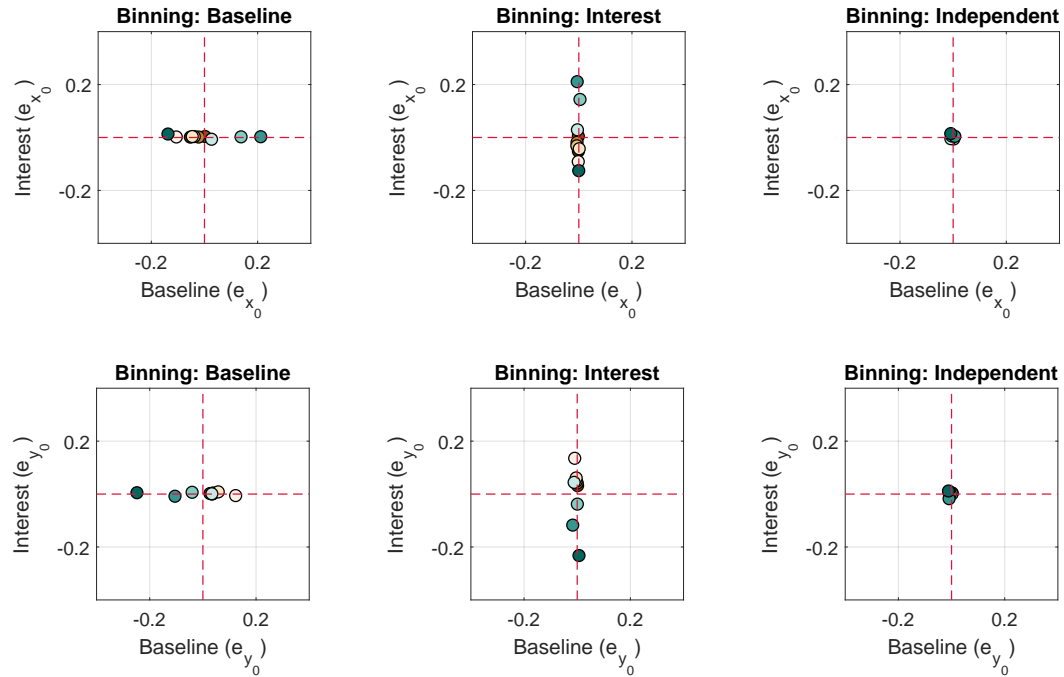 Binning: Baseline
Binning: Interest
Binning: Independent
Interest (e_x_0)
0.2
-0.2
-0.2
0.2
Baseline (e_x_0)
Interest (e_x_0)
0.2
-0.2
-0.2
0.2
Baseline (e_x_0)
Interest (e_x_0)
0.2
-0.2
-0.2
0.2
Baseline (e_x_0)
Binning: Baseline
Binning: Interest
Binning: Independent
Interest (e_y_0)
0.2
-0.2
-0.2
0.2
Baseline (e_y_0)
Interest (e_y_0)
0.2
-0.2
-0.2
0.2
Baseline (e_y_0)
Interest (e_y_0)
0.2
-0.2
-0.2
0.2
Baseline (e_y_0)